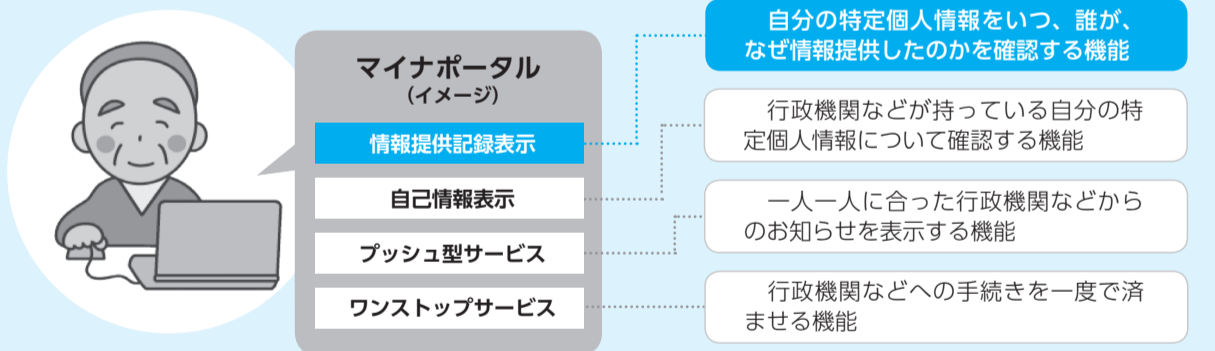 マイナポータル
（イメージ）
情報提供記録表示
自己情報表示
プッシュ型サービス
ワンストップサービス
自分の特定個人情報をいつ、誰が、
なぜ情報提供したのかを確認する機能
行政機関などが持っている自分の特
定個人情報について確認する機能
一人一人に合った行政機関などから
のお知らせを表示する機能
行政機関などへの手続きを一度で済
ませる機能